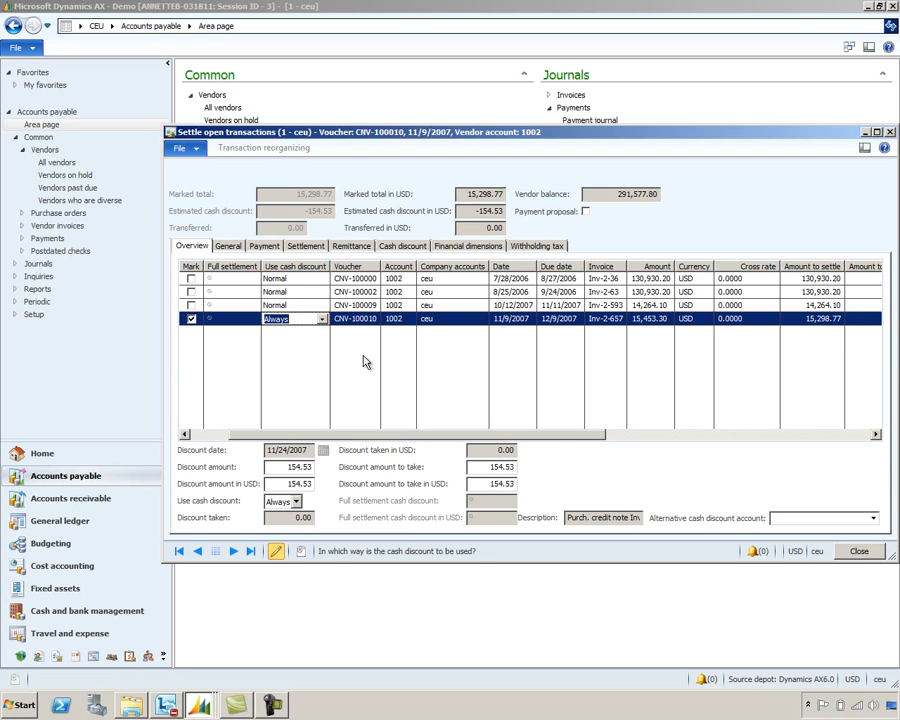 Microsoft Dynamics AX - Demo [ANNETTEB-031811: Session ID - 3] - [1 - ceu]
CEU ▸ Accounts payable ▸ Area page
File
Favorites
My favorites
Accounts payable
Area page
Common
Vendors
All vendors
Vendors on hold
Vendors past due
Vendors who are diverse
Purchase orders
Vendor invoices
Payments
Postdated checks
Journals
Inquiries
Reports
Periodic
Setup
Home
Accounts payable
Accounts receivable
General ledger
Budgeting
Cost accounting
Fixed assets
Cash and bank management
Travel and expense
Common
Vendors
All vendors
Vendors on hold
Journals
Invoices
Payments
Payment journal
Settle open transactions (1 - ceu) - Voucher: CNV-100010, 11/9/2007, Vendor account: 1002
File Transaction reorganizing
Marked total: 15,298.77 Marked total in USD: 15,298.77 Vendor balance: 291,577.80
Estimated cash discount: -154.53 Estimated cash discount in USD: -154.53 Payment proposal:
Transferred: 0.00 Transferred in USD: 0.00
Overview General Payment Settlement Remittance Cash discount Financial dimensions Withholding tax
Mark Full settlement Use cash discount Voucher Account Company accounts Date Due date Invoice Amount Currency Cross rate Amount to settle Amount to
Normal CNV-100000 1002 ceu 7/28/2006 8/27/2006 Inv-2-36 130,930.20 USD 0.0000 130,930.20
Normal CNV-100002 1002 ceu 8/25/2006 9/24/2006 Inv-2-63 130,930.20 USD 0.0000 130,930.20
Normal CNV-100009 1002 ceu 10/12/2007 11/11/2007 Inv-2-593 14,264.10 USD 0.0000 14,264.10
Always CNV-100010 1002 ceu 11/9/2007 12/9/2007 Inv-2-657 15,453.30 USD 0.0000 15,298.77
Discount date: 11/24/2007 Discount taken in USD: 0.00
Discount amount: 154.53 Discount amount to take: 154.53
Discount amount in USD: 154.53 Discount amount to take in USD: 154.53
Use cash discount: Always Full settlement cash discount:
Discount taken: 0.00 Full settlement cash discount in USD: Description: Purch. credit note Inv Alternative cash discount account:
In which way is the cash discount to be used? (0) USD ceu Close
(0) Source depot: Dynamics AX6.0 USD ceu
Start